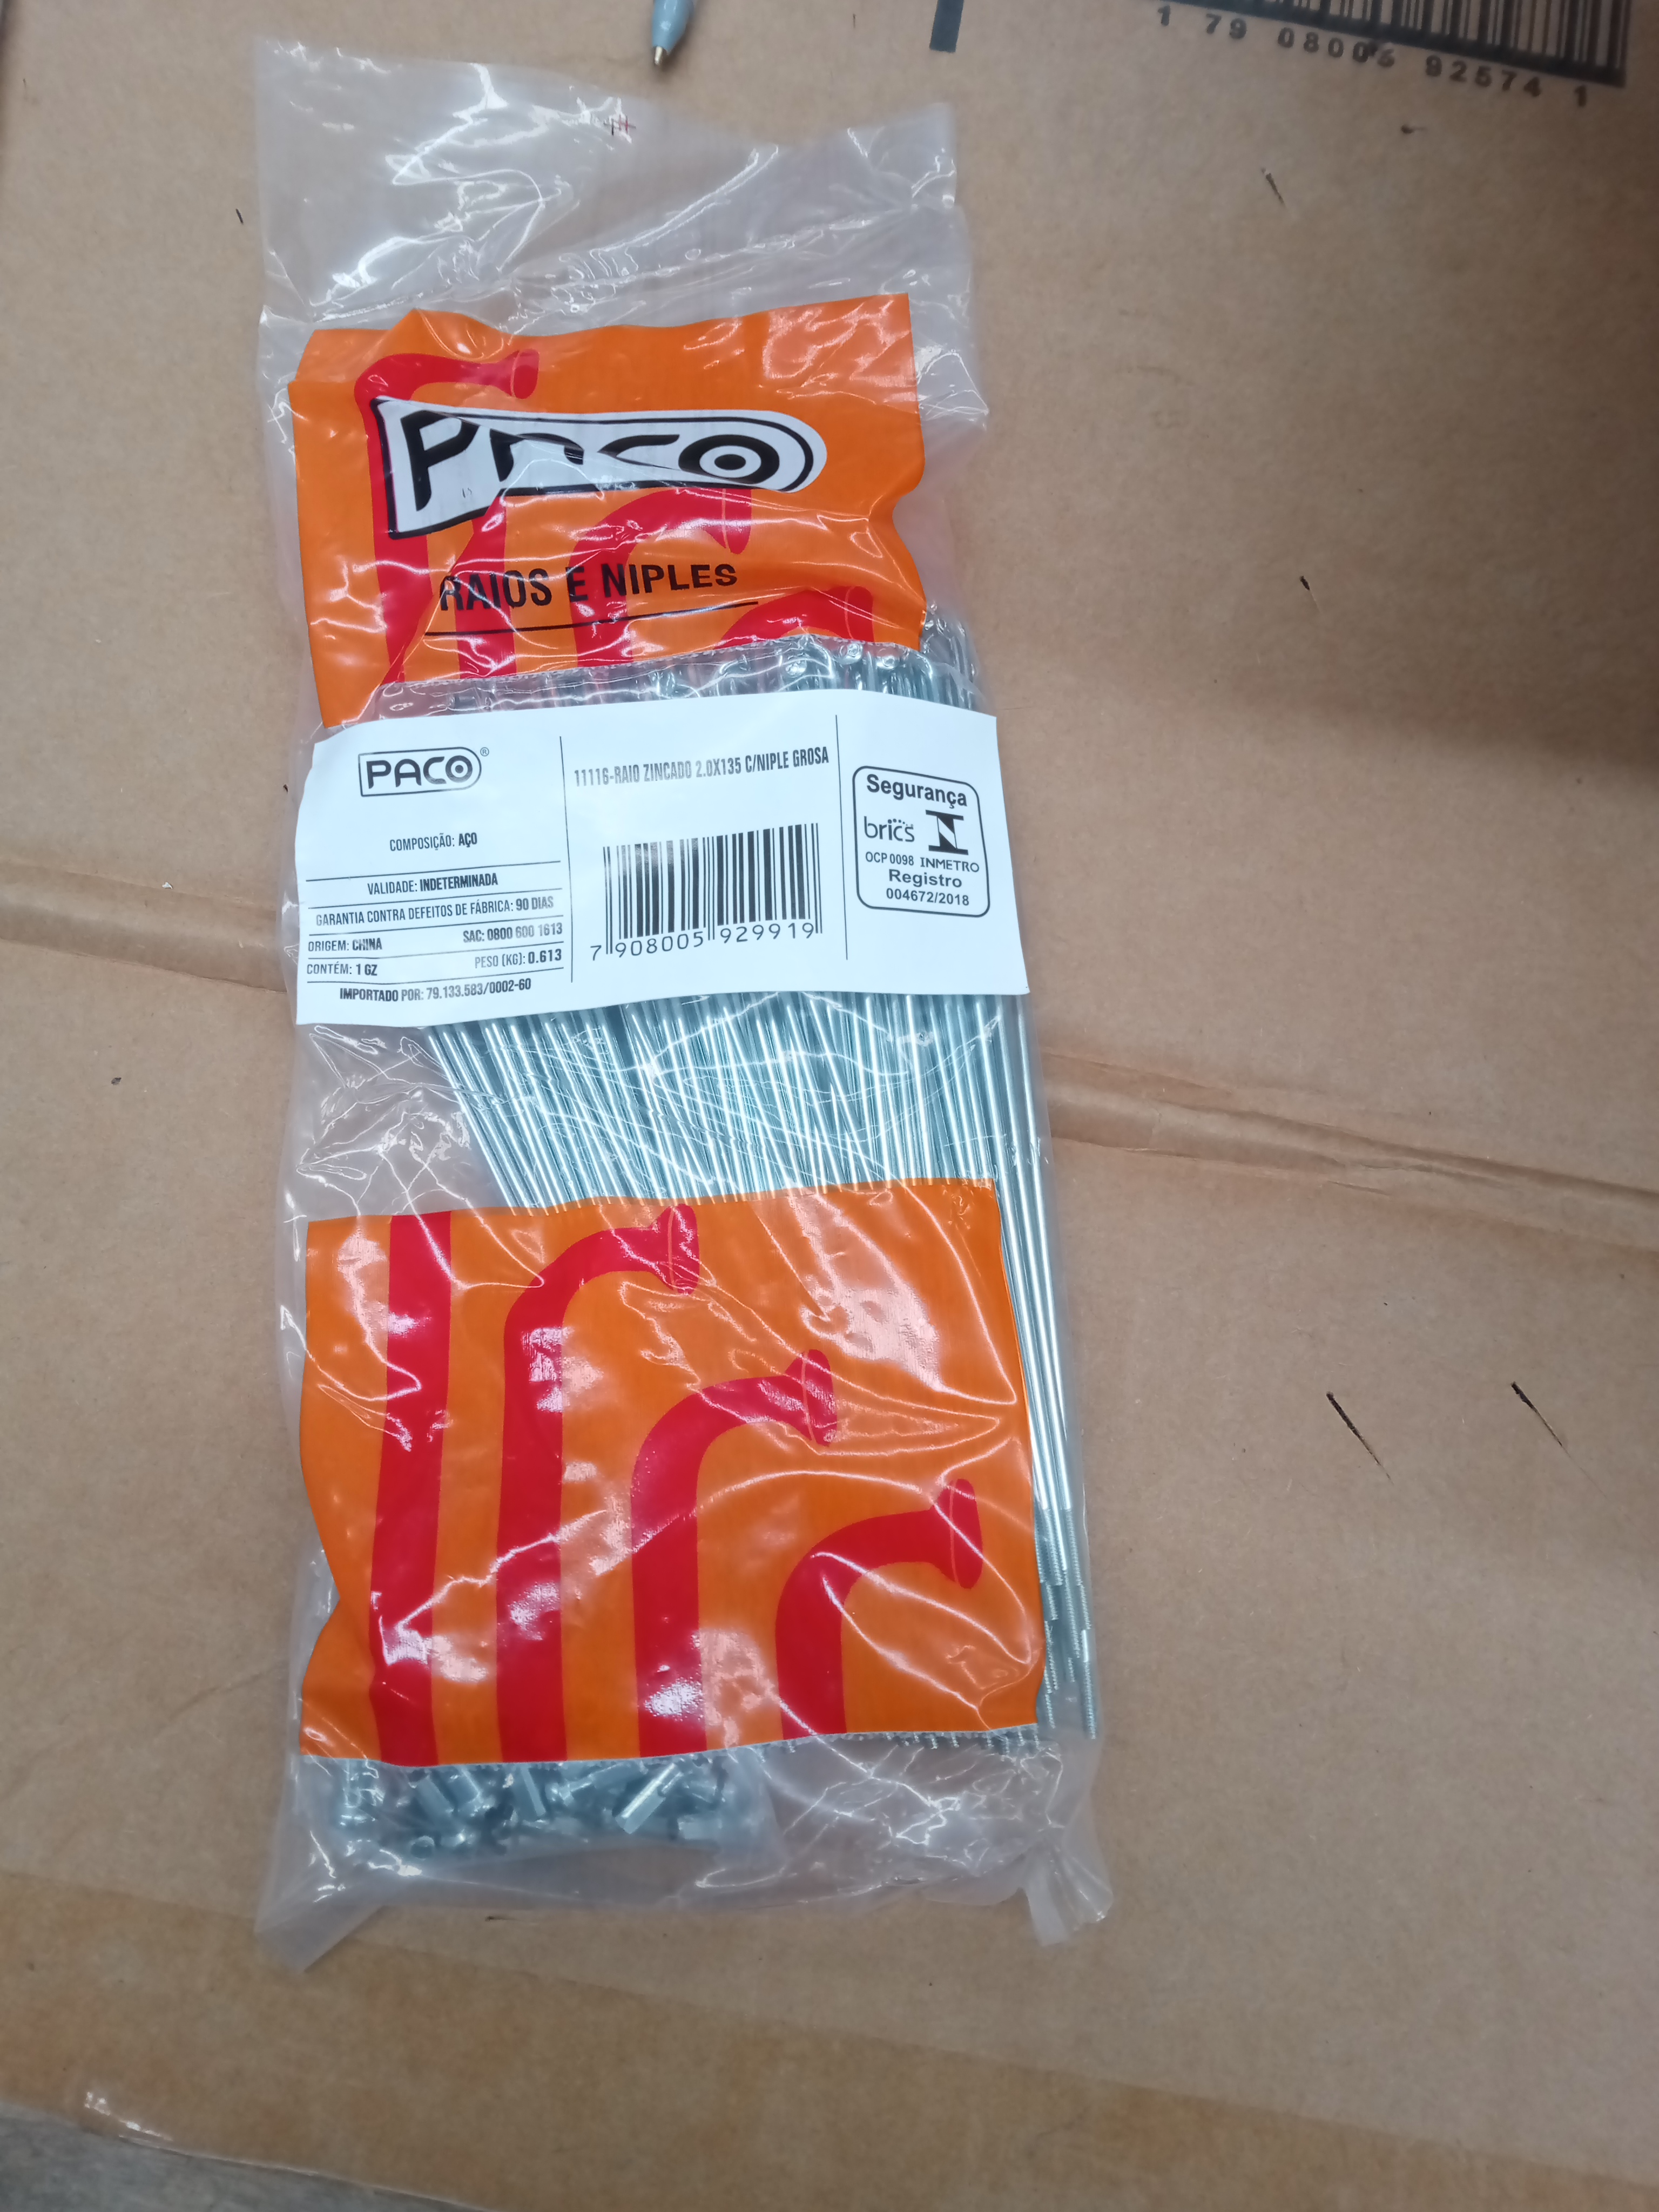 1 79 08005 92574 1
PACO
RAIOS E NIPLES
PACO®
COMPOSIÇÃO: AÇO
VALIDADE: INDETERMINADA
GARANTIA CONTRA DEFEITOS DE FÁBRICA: 90 DIAS
ORIGEM: CHINA SAC: 0800 600 1613
CONTÉM: 1 GZ PESO (KG): 0.613
IMPORTADO POR: 79.133.583/0002-60
11116-RAIO ZINCADO 2.0X135 C/NIPLE GROSA
7 908005 929919
Segurança
brics
OCP 0098 INMETRO
Registro
004672/2018